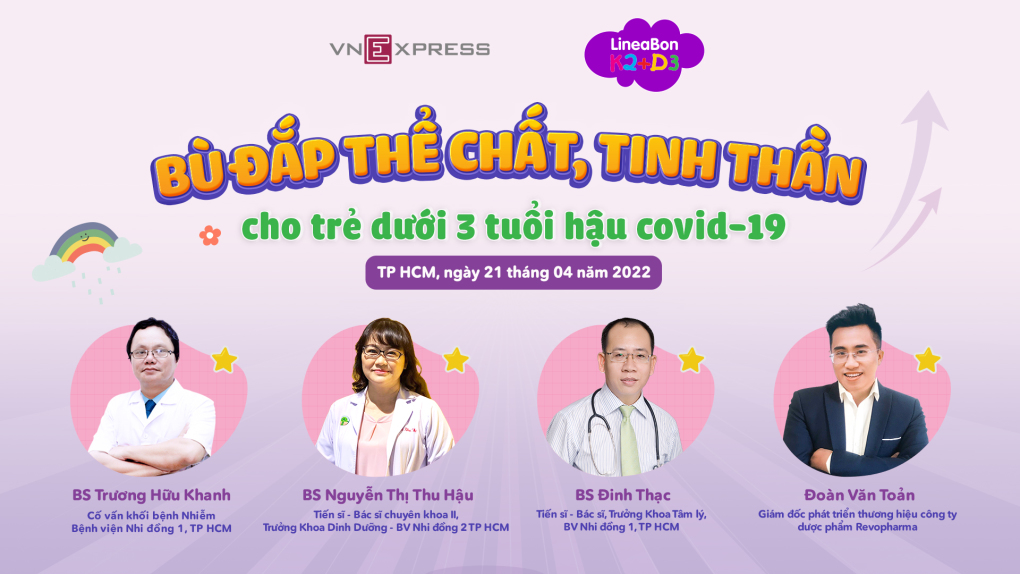 VNEXPRESS
LineaBon
K2+D3
BÙ ĐẮP THỂ CHẤT, TINH THẦN
cho trẻ dưới 3 tuổi hậu covid-19
TP HCM, ngày 21 tháng 04 năm 2022
BS Trương Hữu Khanh
Cố vấn khối bệnh Nhiễm
Bệnh viện Nhi đồng 1, TP HCM
BS Nguyễn Thị Thu Hậu
Tiến sĩ - Bác sĩ chuyên khoa II,
Trưởng Khoa Dinh Dưỡng - BV Nhi đồng 2 TP HCM
BS Đinh Thạc
Tiến sĩ - Bác sĩ, Trưởng Khoa Tâm lý,
BV Nhi đồng 1, TP HCM
Đoàn Văn Toản
Giám đốc phát triển thương hiệu công ty
dược phẩm Revopharma